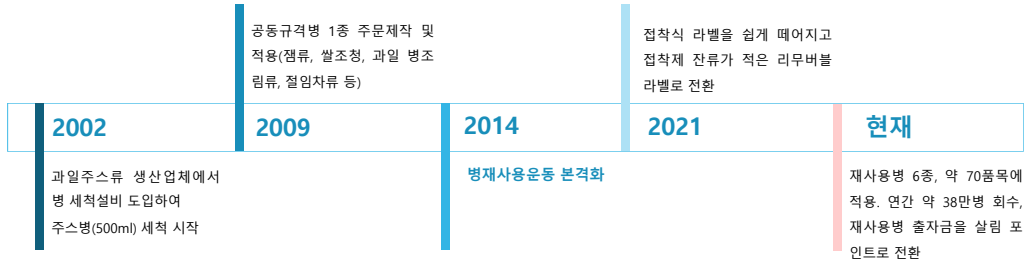 2002
과일주스류 생산업체에서
병 세척설비 도입하여
주스병(500ml) 세척 시작
공동규격병 1종 주문제작 및
적용(잼류, 쌀조청, 과일 병조
림류, 절임차류 등)
2009
2014
병재사용운동 본격화
접착식 라벨을 쉽게 떼어지고
접착제 잔류가 적은 리무버블
라벨로 전환
2021
현재
재사용병 6종, 약 70품목에
적용. 연간 약 38만병 회수,
재사용병 출자금을 살림 포
인트로 전환